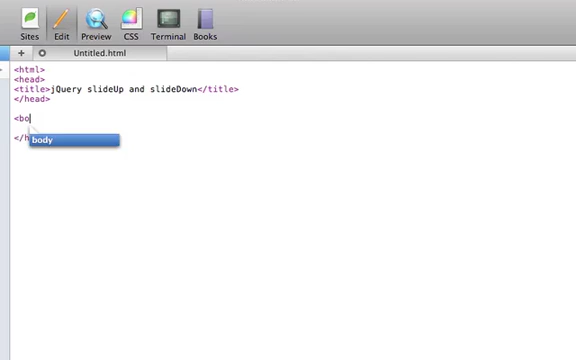 Sites Edit Preview CSS Terminal Books
+ Untitled.html
<html>
<head>
<title>jQuery slideUp and slideDown</title>
</head>
<bo
body
</h